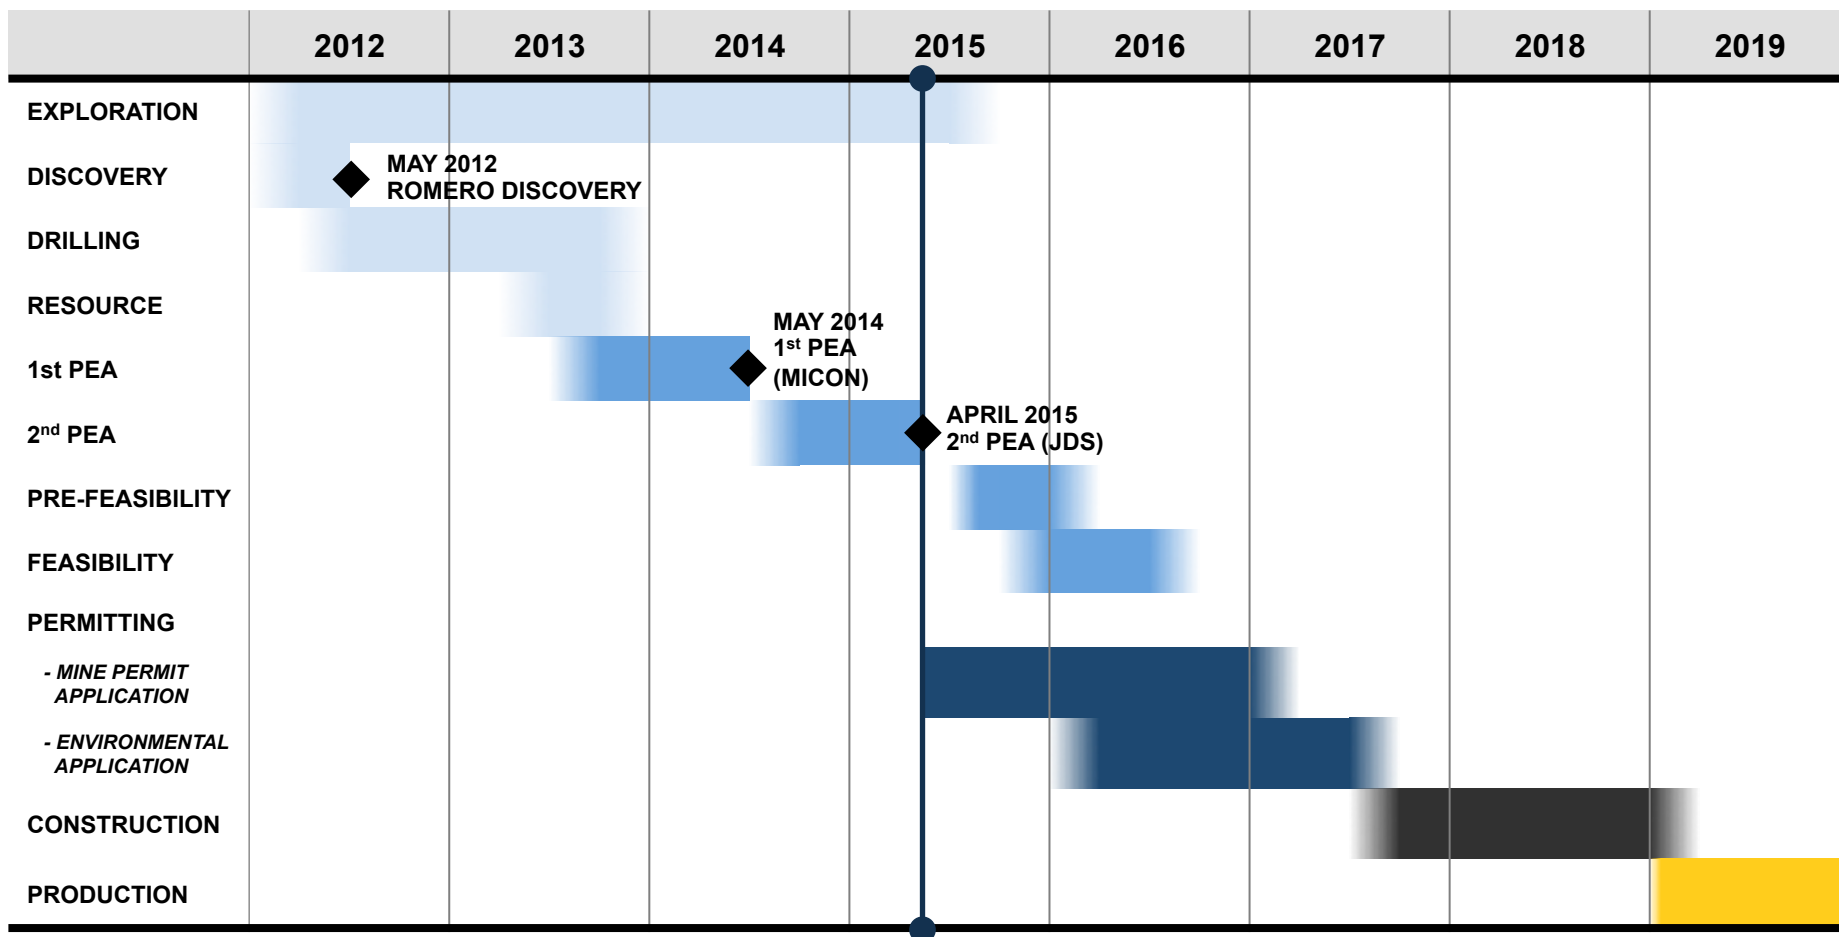 2012 2013 2014 2015 2016 2017 2018 2019
EXPLORATION
DISCOVERY
MAY 2012
ROMERO DISCOVERY
DRILLING
RESOURCE
1st PEA
MAY 2014
1st PEA
(MICON)
2nd PEA
APRIL 2015
2nd PEA (JDS)
PRE-FEASIBILITY
FEASIBILITY
PERMITTING
- MINE PERMIT
APPLICATION
- ENVIRONMENTAL
APPLICATION
CONSTRUCTION
PRODUCTION